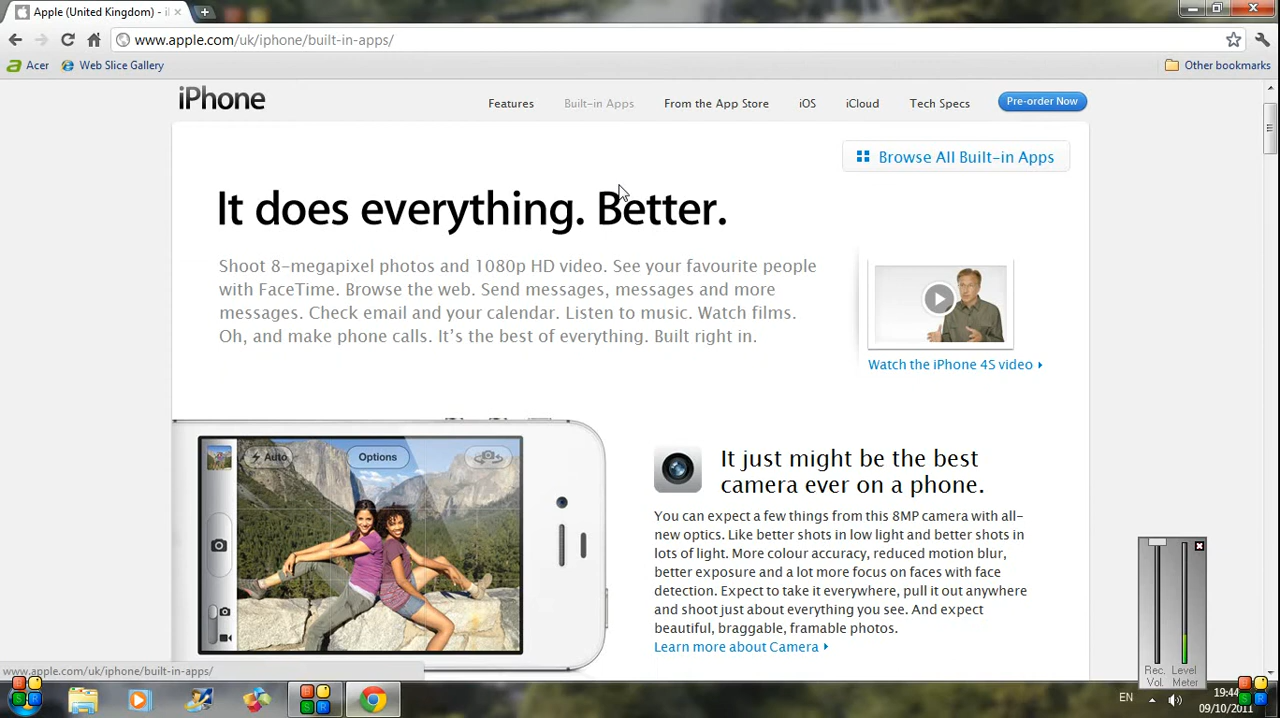 Apple (United Kingdom) - i
www.apple.com/uk/iphone/built-in-apps/
Acer
Web Slice Gallery
Other bookmarks
iPhone
Features
Built-in Apps
From the App Store
iOS
iCloud
Tech Specs
Pre-order Now
Browse All Built-in Apps
It does everything. Better.
Shoot 8-megapixel photos and 1080p HD video. See your favourite people
with FaceTime. Browse the web. Send messages, messages and more
messages. Check email and your calendar. Listen to music. Watch films.
Oh, and make phone calls. It's the best of everything. Built right in.
Watch the iPhone 4S video
Auto
Options
It just might be the best
camera ever on a phone.
You can expect a few things from this 8MP camera with all-
new optics. Like better shots in low light and better shots in
lots of light. More colour accuracy, reduced motion blur,
better exposure and a lot more focus on faces with face
detection. Expect to take it everywhere, pull it out anywhere
and shoot just about everything you see. And expect
beautiful, braggable, framable photos.
Learn more about Camera
Rec. Level
Vol. Meter
www.apple.com/uk/iphone/built-in-apps/
S R
S R
EN
19:44
09/10/2011
S R